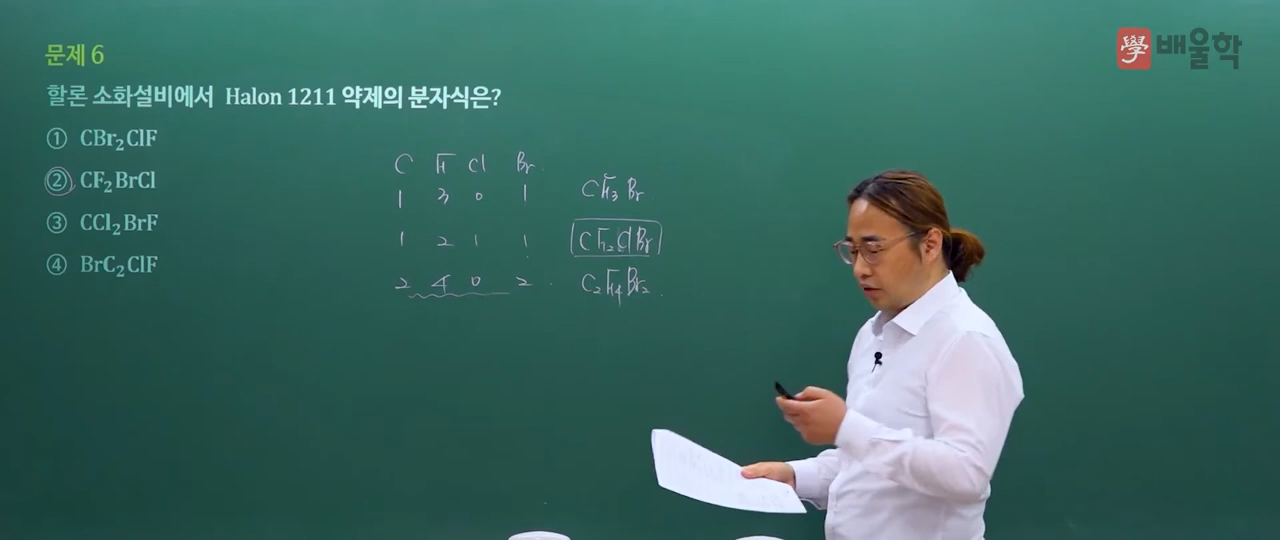 學 배울학
문제 6
할론 소화설비에서 Halon 1211 약제의 분자식은?
① CBr₂ClF
② CF₂BrCl
③ CCl₂BrF
④ BrC₂ClF
C F Cl Br
1 3 0 1 CF₃Br
1 2 1 1 CF₂ClBr
2 4 0 2 C₂F₄Br₂